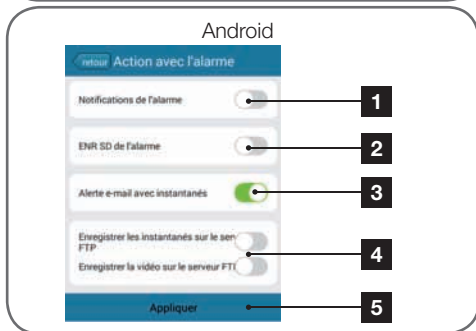 Android
retour Action avec l'alarme
Notifications de l'alarme
1
ENR SD de l'alarme
2
Alerte e-mail avec instantanés
3
Enregistrer les instantanés sur le ser
FTP
Enregistrer la vidéo sur le serveur FT
4
Appliquer
5